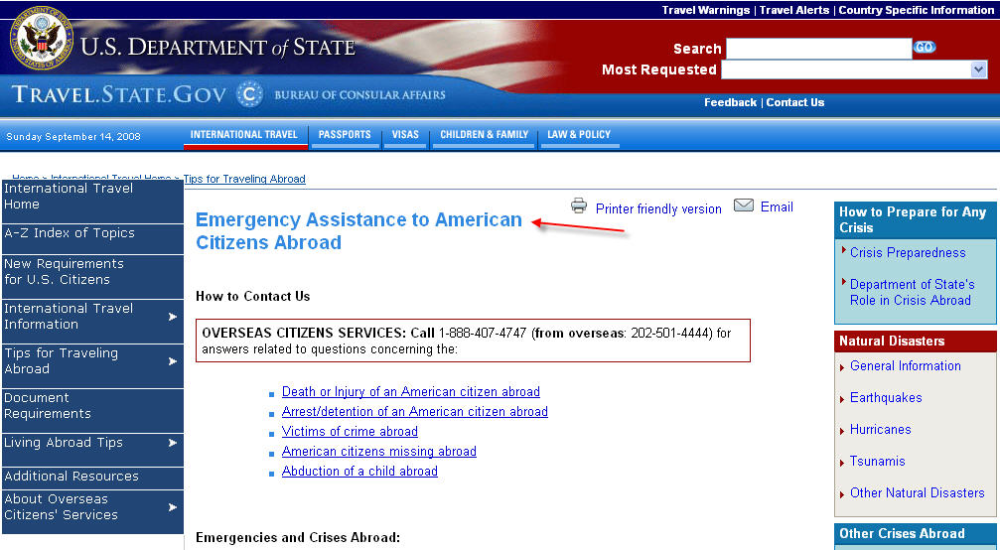 Travel Warnings | Travel Alerts | Country Specific Information
U.S. DEPARTMENT of STATE
Search
GO
Most Requested
TRAVEL.STATE.GOV C BUREAU OF CONSULAR AFFAIRS
Feedback | Contact Us
Sunday September 14, 2008
INTERNATIONAL TRAVEL
PASSPORTS
VISAS
CHILDREN & FAMILY
LAW & POLICY
Home > International Travel Home > Tips for Traveling Abroad
International Travel
Home
A-Z Index of Topics
New Requirements
for U.S. Citizens
International Travel
Information
Tips for Traveling
Abroad
Document
Requirements
Living Abroad Tips
Additional Resources
About Overseas
Citizens' Services
Printer friendly version
Email
Emergency Assistance to American
Citizens Abroad
How to Contact Us
OVERSEAS CITIZENS SERVICES: Call 1-888-407-4747 (from overseas: 202-501-4444) for
answers related to questions concerning the:
Death or Injury of an American citizen abroad
Arrest/detention of an American citizen abroad
Victims of crime abroad
American citizens missing abroad
Abduction of a child abroad
Emergencies and Crises Abroad:
How to Prepare for Any
Crisis
Crisis Preparedness
Department of State's
Role in Crisis Abroad
Natural Disasters
General Information
Earthquakes
Hurricanes
Tsunamis
Other Natural Disasters
Other Crises Abroad